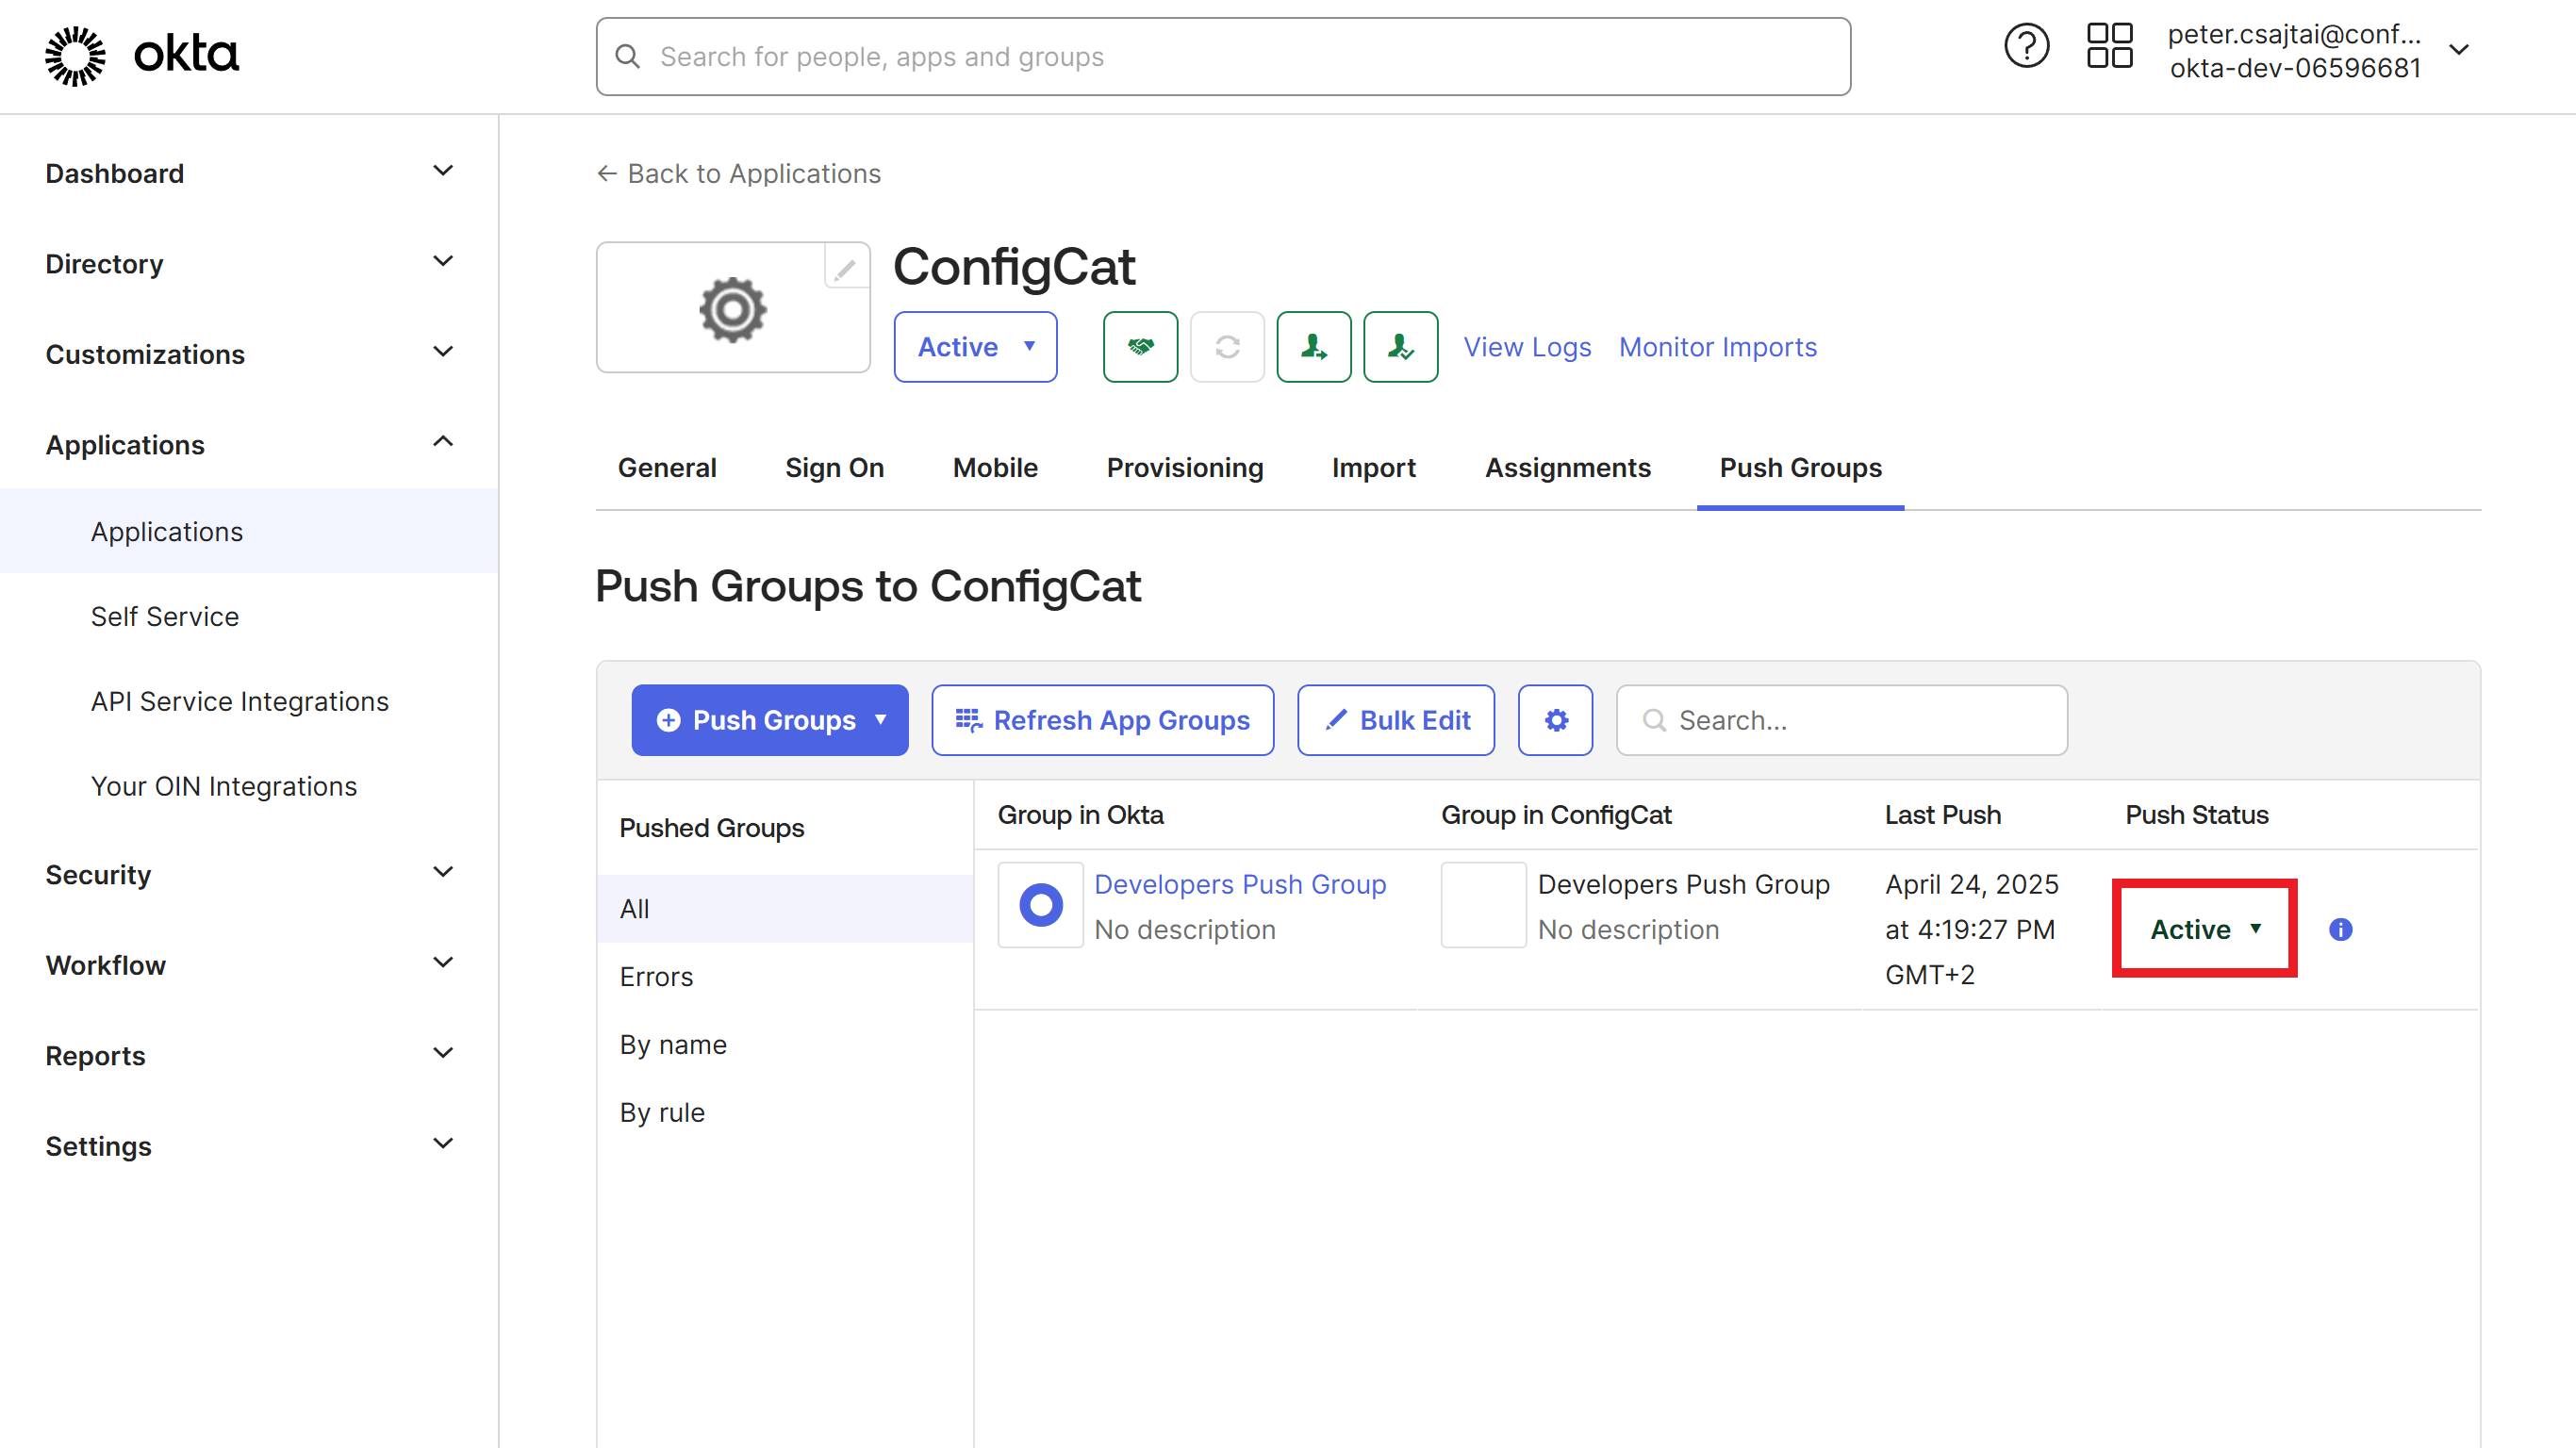 okta
Search for people, apps and groups
peter.csajtai@conf...
okta-dev-06596681
Dashboard
Directory
Customizations
Applications
Applications
Self Service
API Service Integrations
Your OIN Integrations
Security
Workflow
Reports
Settings
← Back to Applications
ConfigCat
Active
View Logs
Monitor Imports
General
Sign On
Mobile
Provisioning
Import
Assignments
Push Groups
Push Groups to ConfigCat
Push Groups
Refresh App Groups
Bulk Edit
Search...
Pushed Groups
All
Errors
By name
By rule
Group in Okta
Group in ConfigCat
Last Push
Push Status
Developers Push Group
No description
Developers Push Group
No description
April 24, 2025
at 4:19:27 PM
GMT+2
Active